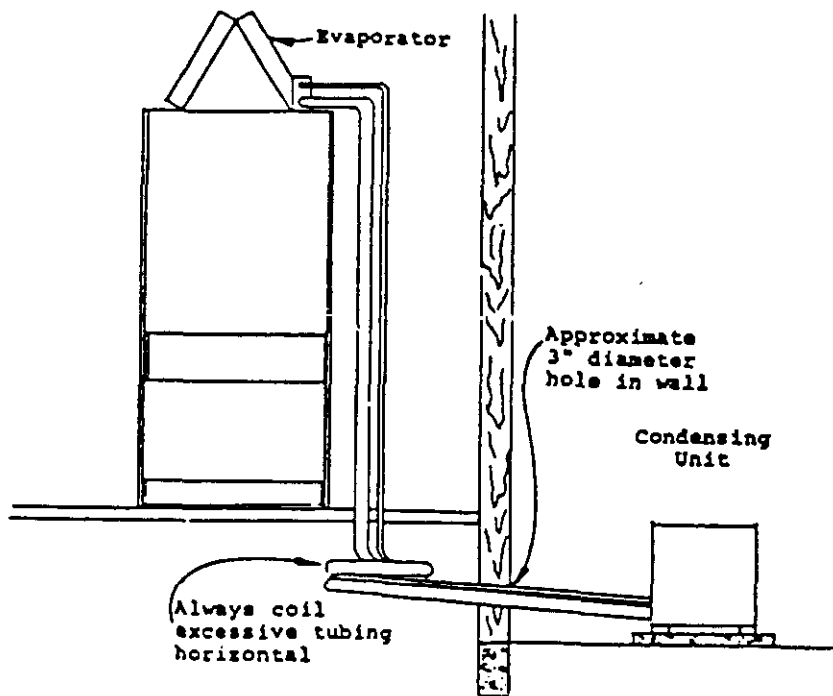 Evaporator
Approximate
3" diameter
hole in wall
Condensing
Unit
Always coil
excessive tubing
horizontal